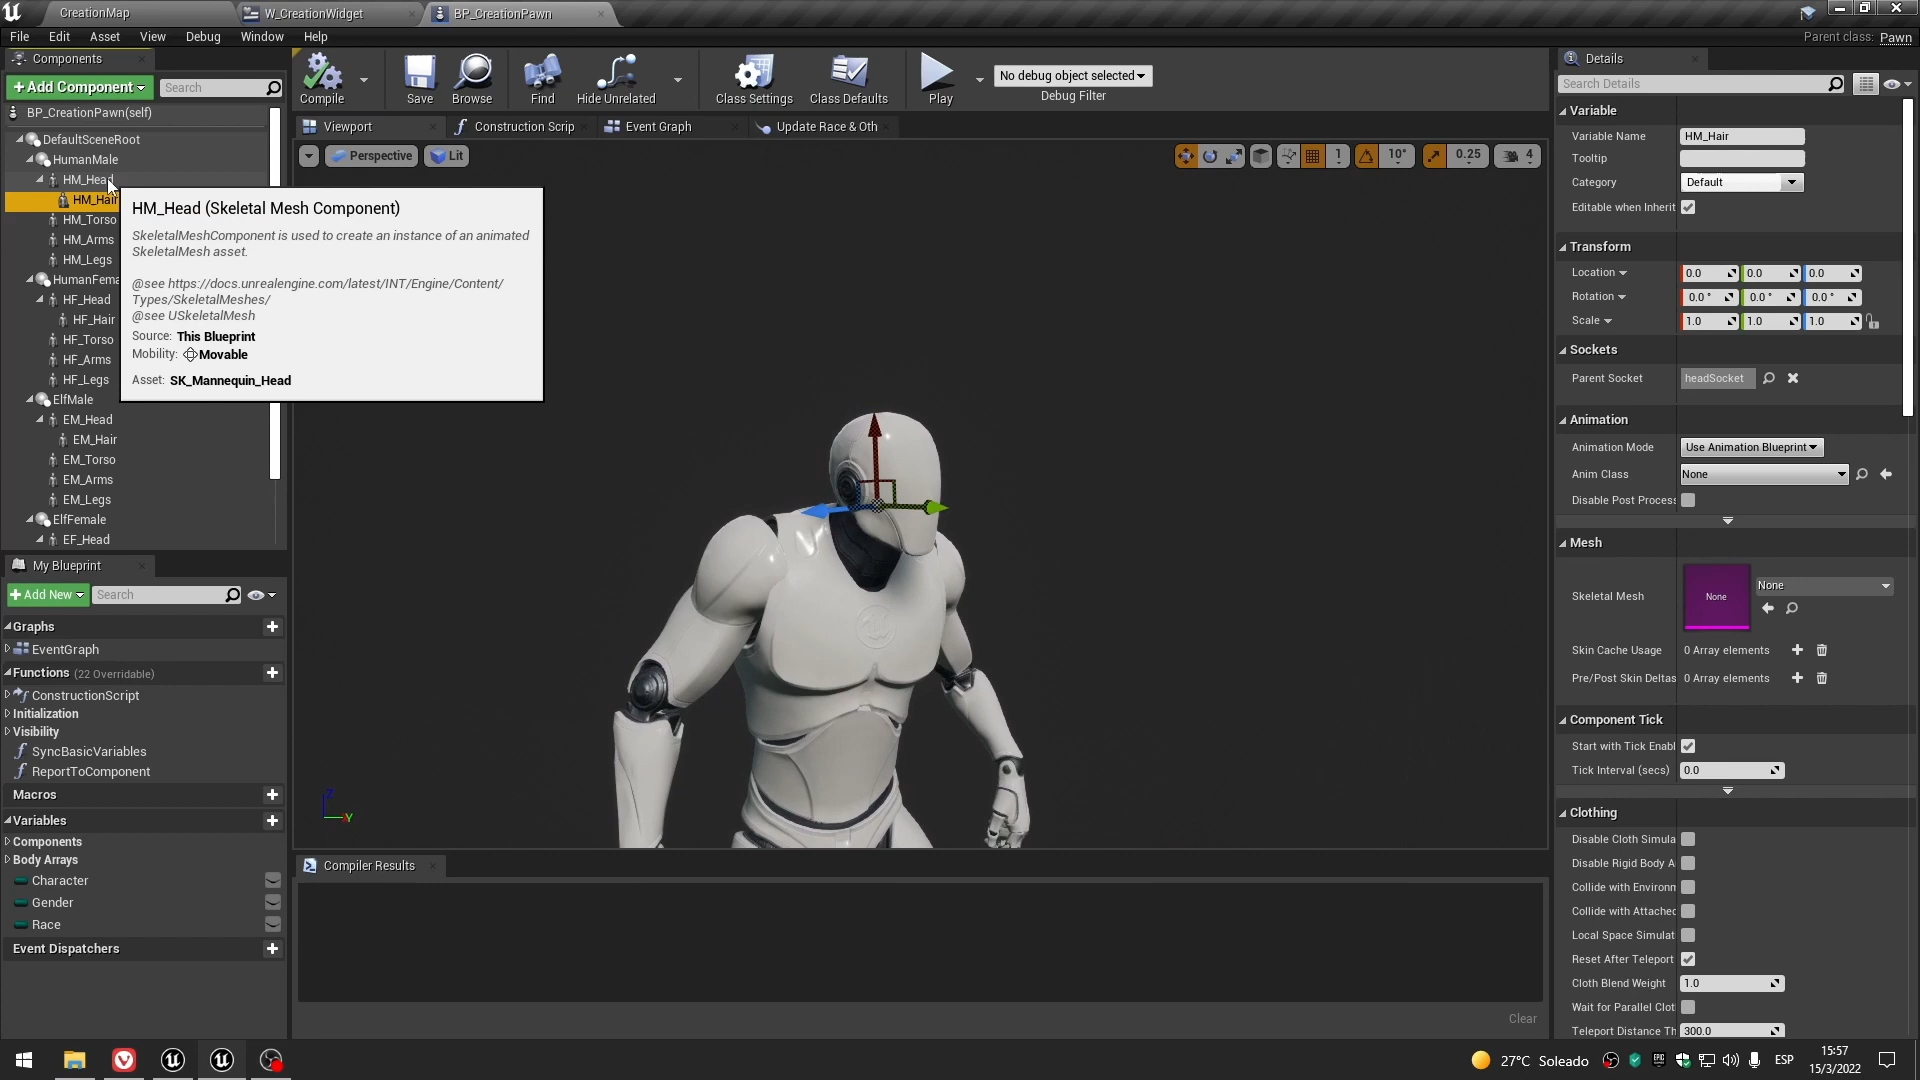 CreationMap
W_CreationWidget
BP_CreationPawn
File Edit Asset View Debug Window Help
Parent class: Pawn
Components
+ Add Component
Search
BP_CreationPawn(self)
DefaultSceneRoot
HumanMale
HM_Head
HM_Hair
HM_Torso
HM_Arms
HM_Legs
HumanFema
HF_Head
HF_Hair
HF_Torso
HF_Arms
HF_Legs
ElfMale
EM_Head
EM_Hair
EM_Torso
EM_Arms
EM_Legs
ElfFemale
EF_Head
My Blueprint
+ Add New
Search
Graphs
EventGraph
Functions (22 Overridable)
ConstructionScript
Initialization
Visibility
SyncBasicVariables
ReportToComponent
Macros
Variables
Components
Body Arrays
Character
Gender
Race
Event Dispatchers
Compile
Save
Browse
Find
Hide Unrelated
Class Settings
Class Defaults
Play
No debug object selected
Debug Filter
Viewport
Construction Scrip
Event Graph
Update Race & Oth
Perspective
Lit
1
10°
0.25
4
HM_Head (Skeletal Mesh Component)
SkeletalMeshComponent is used to create an instance of an animated
SkeletalMesh asset.
@see https://docs.unrealengine.com/latest/INT/Engine/Content/
Types/SkeletalMeshes/
@see USkeletalMesh
Source: This Blueprint
Mobility: Movable
Asset: SK_Mannequin_Head
Z
Y
Compiler Results
Clear
Details
Search Details
Variable
Variable Name HM_Hair
Tooltip
Category Default
Editable when Inherit
Transform
Location 0.0 0.0 0.0
Rotation 0.0 ° 0.0 ° 0.0 °
Scale 1.0 1.0 1.0
Sockets
Parent Socket headSocket
Animation
Animation Mode Use Animation Blueprint
Anim Class None
Disable Post Proces
Mesh
Skeletal Mesh None None
Skin Cache Usage 0 Array elements
Pre/Post Skin Deltas 0 Array elements
Component Tick
Start with Tick Enabl
Tick Interval (secs) 0.0
Clothing
Disable Cloth Simula
Disable Rigid Body A
Collide with Environm
Collide with Attached
Local Space Simulat
Reset After Teleport
Cloth Blend Weight 1.0
Wait for Parallel Clot
Teleport Distance Th 300.0
27°C Soleado
EPIC
ESP
15:57
15/3/2022